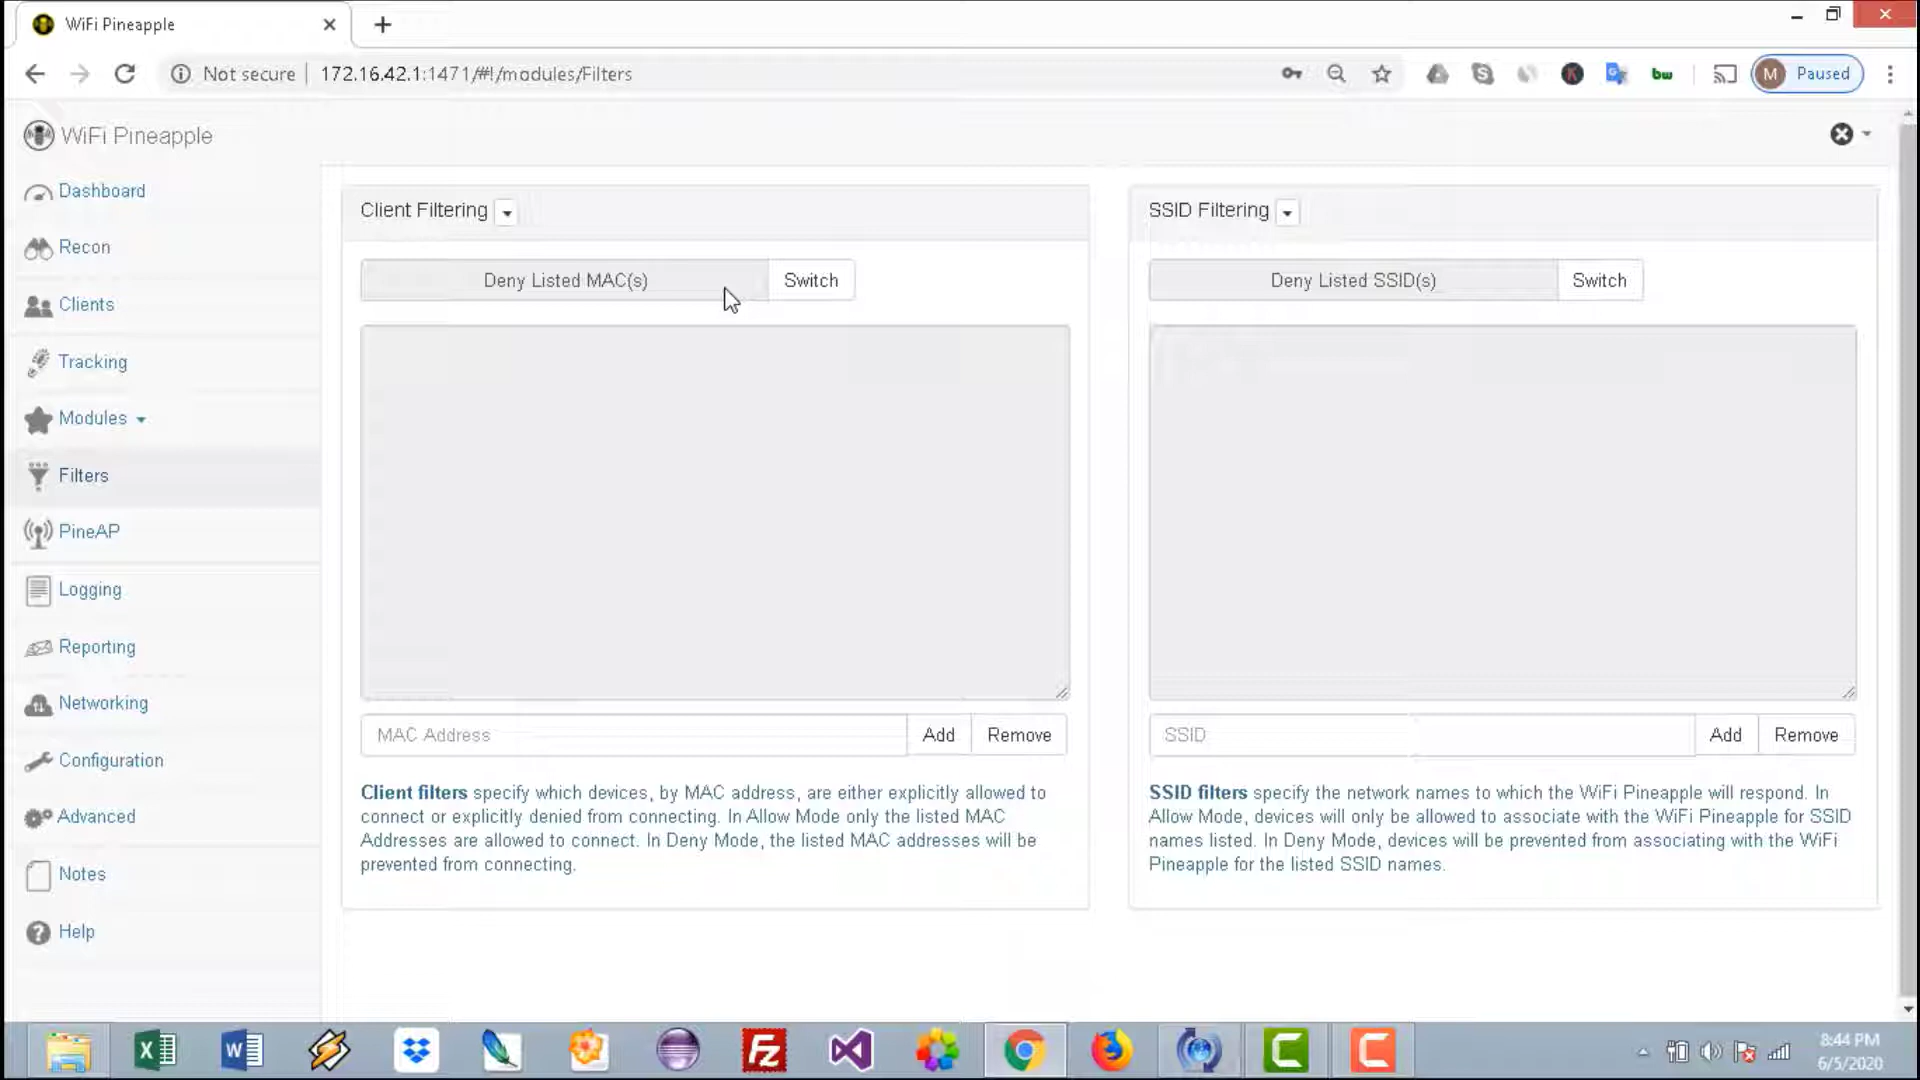 WiFi Pineapple
Not secure
172.16.42.1:1471/#!/modules/Filters
bw
M
Paused
WiFi Pineapple
Dashboard
Recon
Clients
Tracking
Modules
Filters
PineAP
Logging
Reporting
Networking
Configuration
Advanced
Notes
Help
Client Filtering
Deny Listed MAC(s)
Switch
MAC Address
Add
Remove
Client filters specify which devices, by MAC address, are either explicitly allowed to
connect or explicitly denied from connecting. In Allow Mode only the listed MAC
Addresses are allowed to connect. In Deny Mode, the listed MAC addresses will be
prevented from connecting.
SSID Filtering
Deny Listed SSID(s)
Switch
SSID
Add
Remove
SSID filters specify the network names to which the WiFi Pineapple will respond. In
Allow Mode, devices will only be allowed to associate with the WiFi Pineapple for SSID
names listed. In Deny Mode, devices will be prevented from associating with the WiFi
Pineapple for the listed SSID names.
8:44 PM
6/5/2020